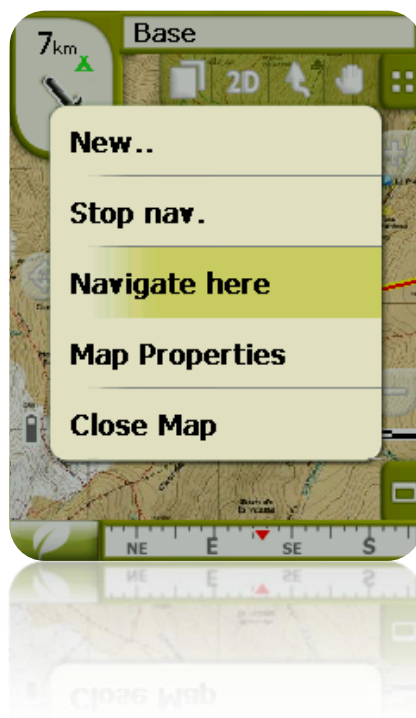 7km
Base
2D
New..
Stop nav.
Navigate here
Map Properties
Close Map
NE E SE S